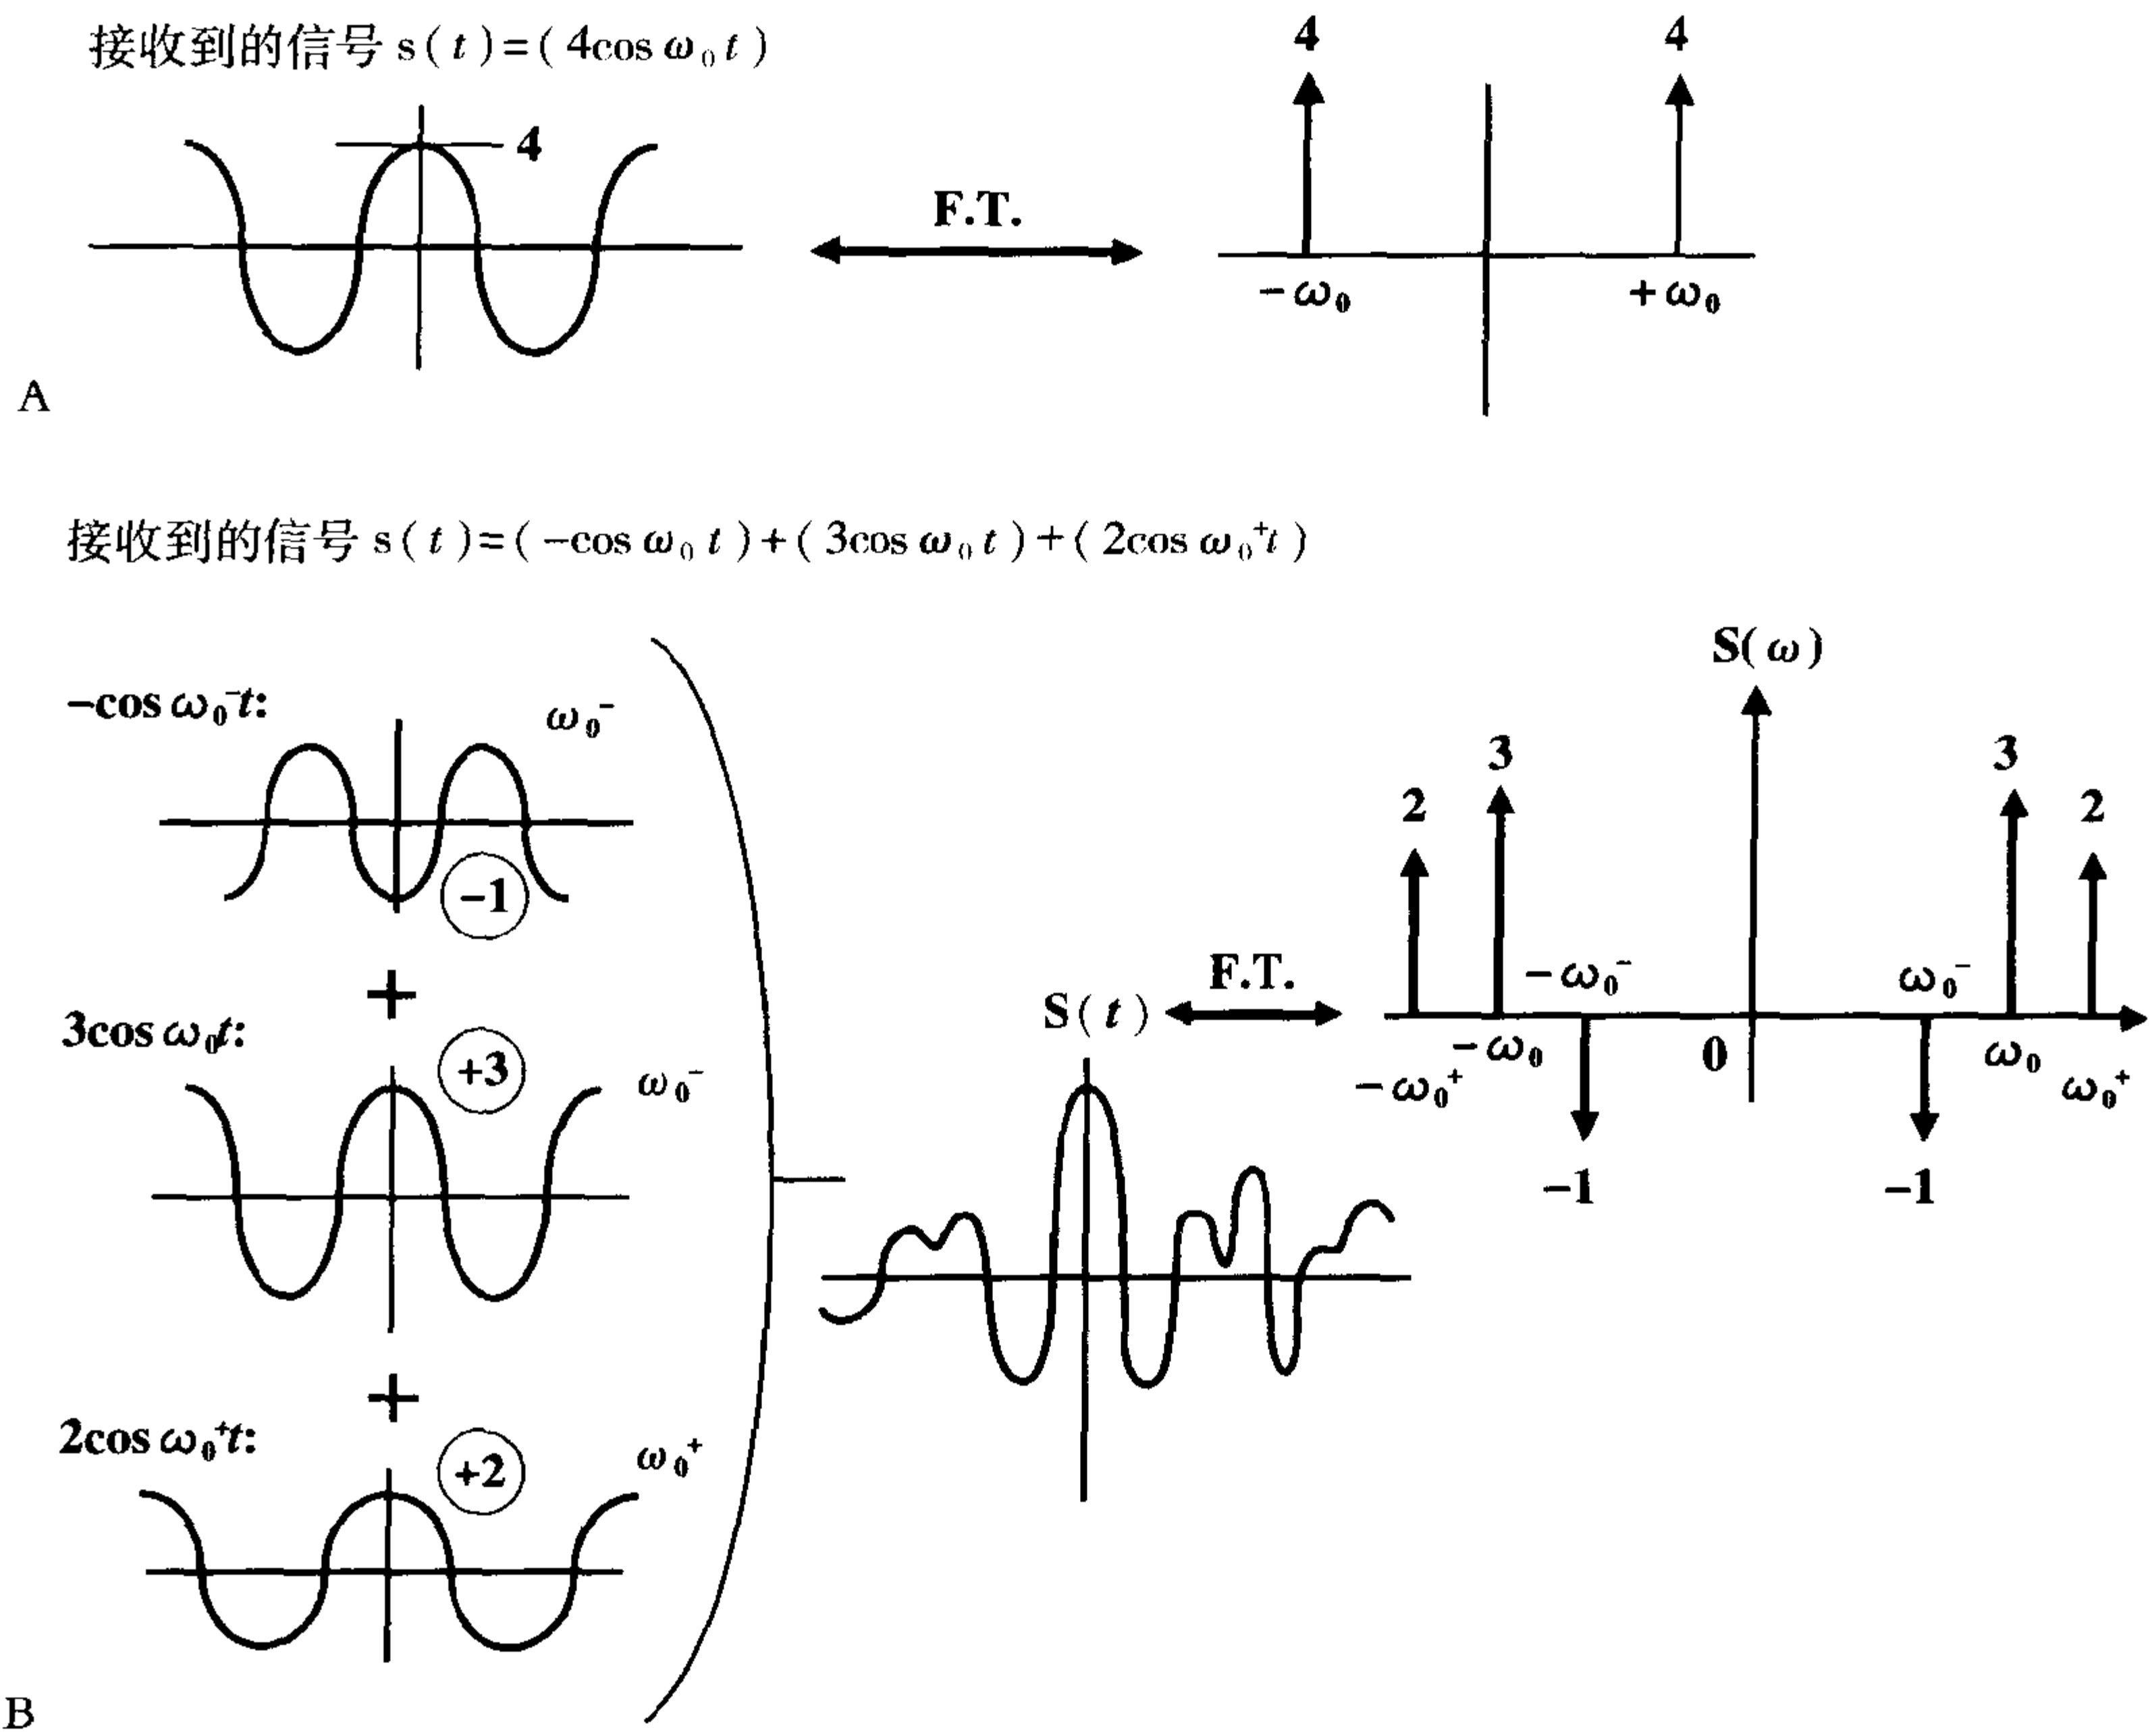 接收到的信号 s(t)=(4cos ω₀t)
4
F.T.
4
4
-ω₀
+ω₀
A
接收到的信号 s(t)=(-cos ω₀t)+(3cos ω₀t)+(2cos ω₀⁺t)
-cos ω₀⁻t:
ω₀⁻
-1
+
3cos ω₀t:
+3
ω₀⁻
+
2cos ω₀⁺t:
+2
ω₀⁺
S(t)
F.T.
S(ω)
2
3
3
2
-ω₀⁻
ω₀⁻
-ω₀⁺
-ω₀
0
ω₀
ω₀⁺
-1
-1
B